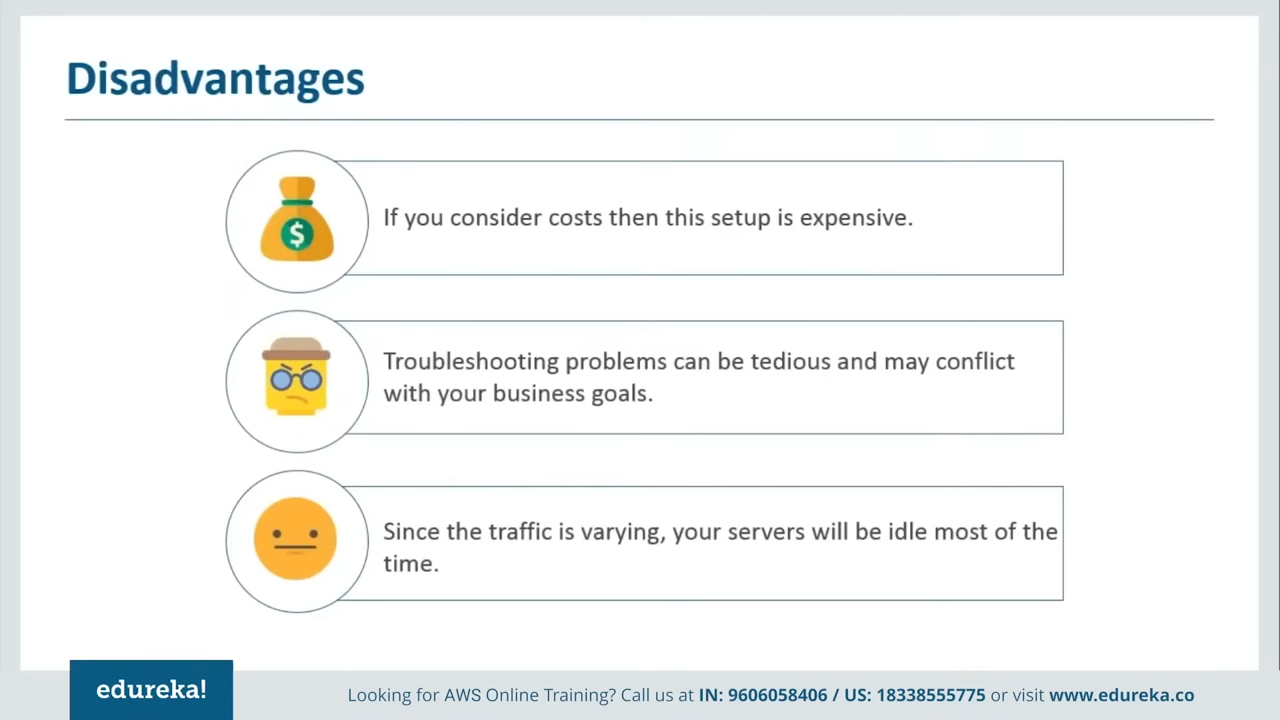 Disadvantages
$
If you consider costs then this setup is expensive.
Troubleshooting problems can be tedious and may conflict
with your business goals.
Since the traffic is varying, your servers will be idle most of the
time.
edureka!
Looking for AWS Online Training? Call us at IN: 9606058406 / US: 18338555775 or visit www.edureka.co